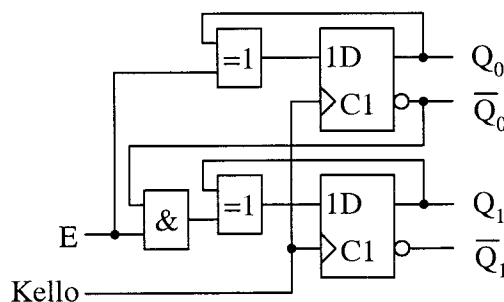 =1
1D
Q₀
C1
Q̅₀
&
=1
1D
Q₁
E
C1
Q̅₁
Kello